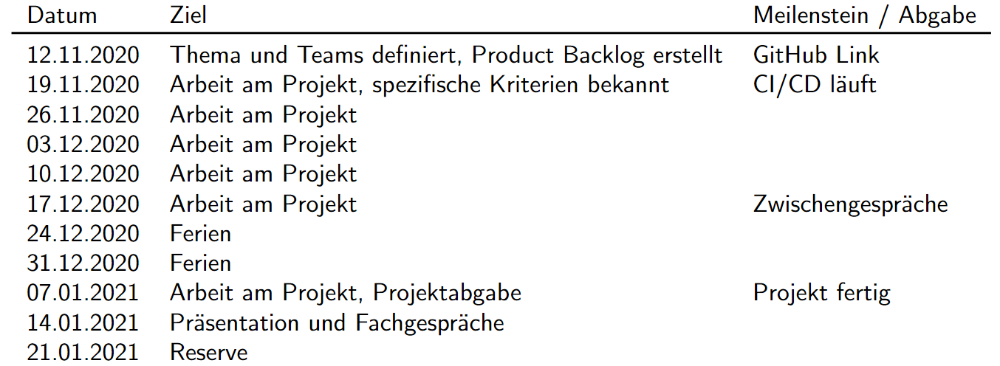 Datum Ziel Meilenstein / Abgabe
12.11.2020 Thema und Teams definiert, Product Backlog erstellt GitHub Link
19.11.2020 Arbeit am Projekt, spezifische Kriterien bekannt CI/CD läuft
26.11.2020 Arbeit am Projekt
03.12.2020 Arbeit am Projekt
10.12.2020 Arbeit am Projekt
17.12.2020 Arbeit am Projekt Zwischengespräche
24.12.2020 Ferien
31.12.2020 Ferien
07.01.2021 Arbeit am Projekt, Projektabgabe Projekt fertig
14.01.2021 Präsentation und Fachgespräche
21.01.2021 Reserve